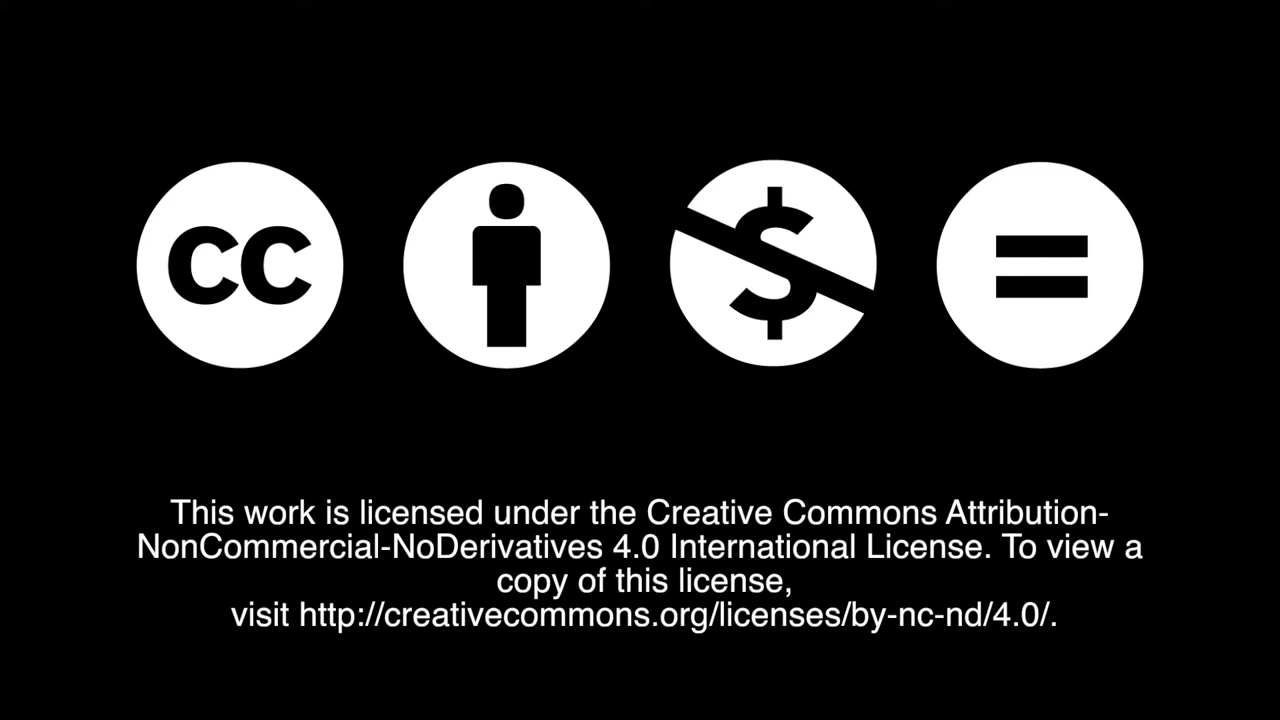 cc
$
=
This work is licensed under the Creative Commons Attribution-
NonCommercial-NoDerivatives 4.0 International License. To view a
copy of this license,
visit http://creativecommons.org/licenses/by-nc-nd/4.0/.